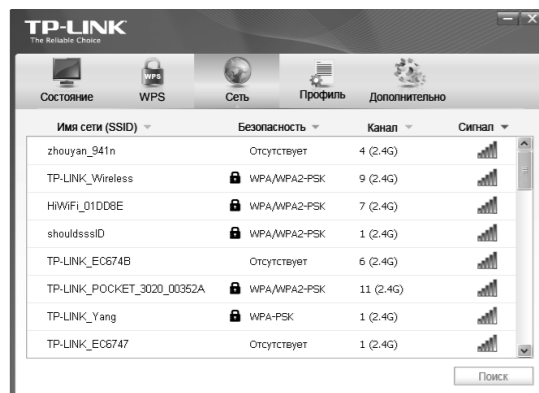 TP-LINK
The Reliable Choice
Состояние WPS Сеть Профиль Дополнительно
WPS
Имя сети (SSID) Безопасность Канал Сигнал
zhouyan_941n Отсутствует 4 (2.4G)
TP-LINK_Wireless WPA/WPA2-PSK 9 (2.4G)
HiWiFi_01DD8E WPA/WPA2-PSK 7 (2.4G)
shouldsssID WPA/WPA2-PSK 1 (2.4G)
TP-LINK_EC674B Отсутствует 6 (2.4G)
TP-LINK_POCKET_3020_00352A WPA/WPA2-PSK 11 (2.4G)
TP-LINK_Yang WPA-PSK 1 (2.4G)
TP-LINK_EC6747 Отсутствует 1 (2.4G)
Поиск